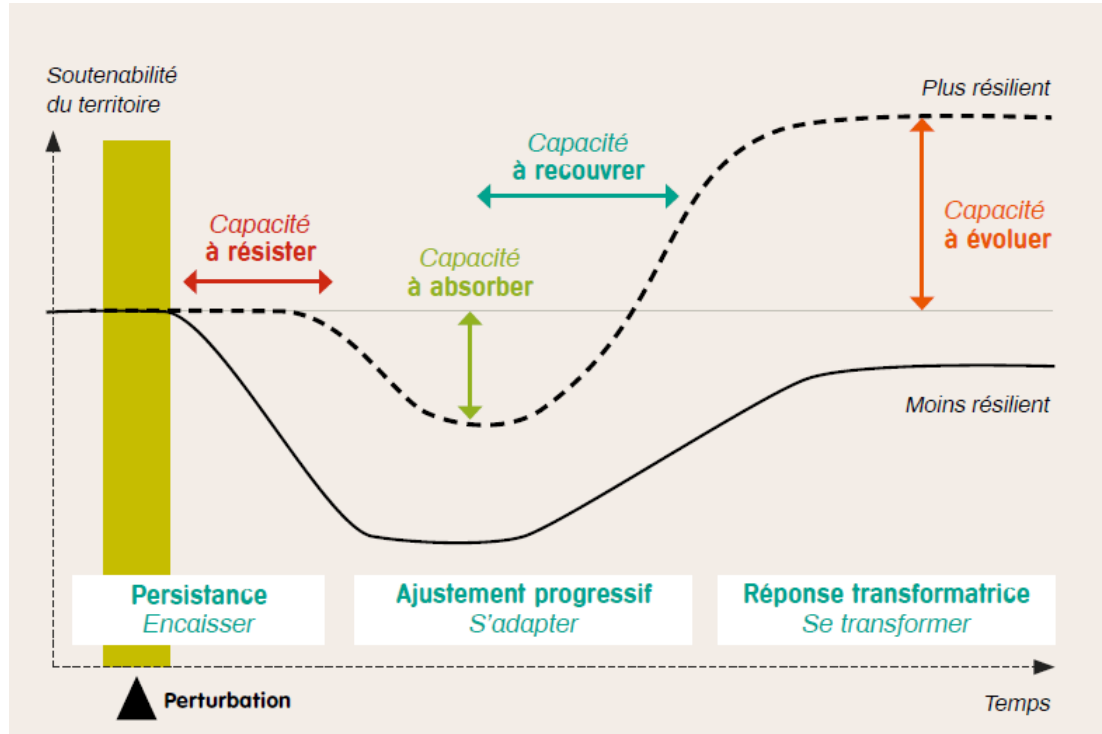 Soutenabilité
du territoire
Plus résilient
Capacité
à recouvrer
Capacité
à résister
Capacité
à absorber
Capacité
à évoluer
Moins résilient
Persistance
Encaisser
Ajustement progressif
S'adapter
Réponse transformatrice
Se transformer
Perturbation
Temps